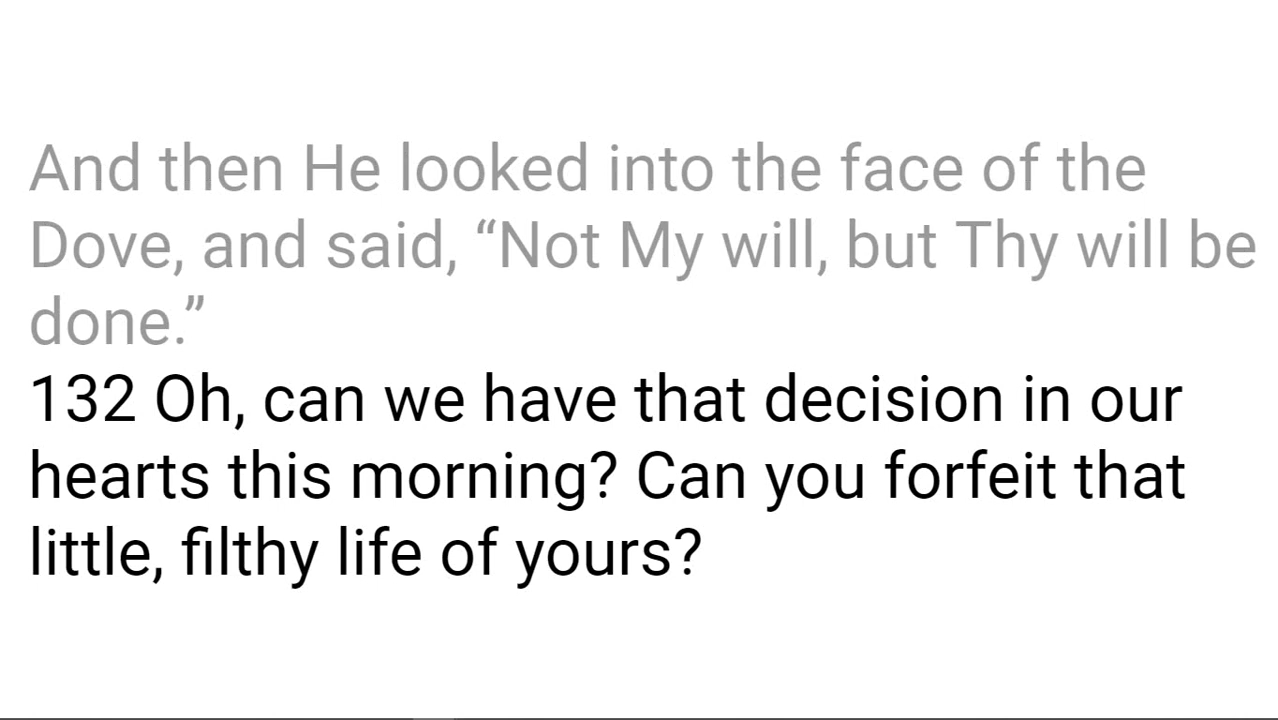 And then He looked into the face of the
Dove, and said, “Not My will, but Thy will be
done.”
132 Oh, can we have that decision in our
hearts this morning? Can you forfeit that
little, filthy life of yours?